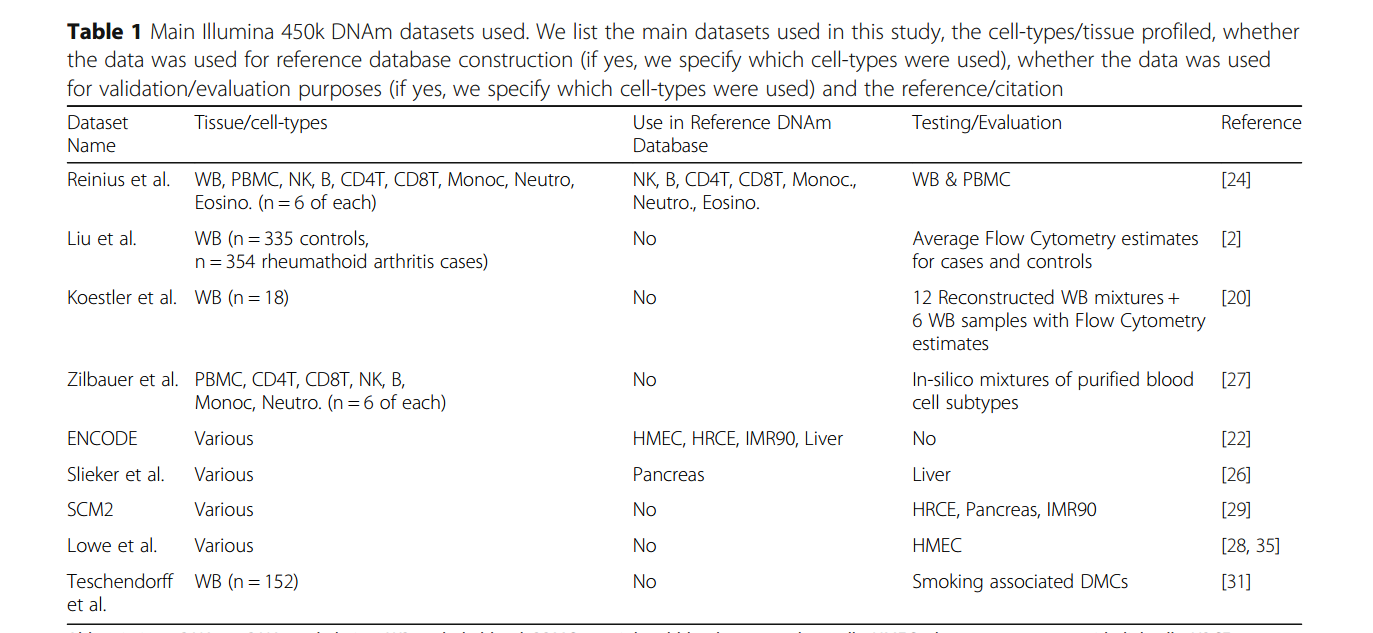 Table 1 Main Illumina 450k DNAm datasets used. We list the main datasets used in this study, the cell-types/tissue profiled, whether
the data was used for reference database construction (if yes, we specify which cell-types were used), whether the data was used
for validation/evaluation purposes (if yes, we specify which cell-types were used) and the reference/citation
Dataset Name Tissue/cell-types Use in Reference DNAm Database Testing/Evaluation Reference
Reinius et al. WB, PBMC, NK, B, CD4T, CD8T, Monoc, Neutro, NK, B, CD4T, CD8T, Monoc., WB & PBMC [24]
Eosino. (n = 6 of each) Neutro., Eosino.
Liu et al. WB (n = 335 controls, No Average Flow Cytometry estimates [2]
n = 354 rheumathoid arthritis cases) for cases and controls
Koestler et al. WB (n = 18) No 12 Reconstructed WB mixtures + [20]
6 WB samples with Flow Cytometry
estimates
Zilbauer et al. PBMC, CD4T, CD8T, NK, B, No In-silico mixtures of purified blood [27]
Monoc, Neutro. (n = 6 of each) cell subtypes
ENCODE Various HMEC, HRCE, IMR90, Liver No [22]
Slieker et al. Various Pancreas Liver [26]
SCM2 Various No HRCE, Pancreas, IMR90 [29]
Lowe et al. Various No HMEC [28, 35]
Teschendorff WB (n = 152) No Smoking associated DMCs [31]
et al.